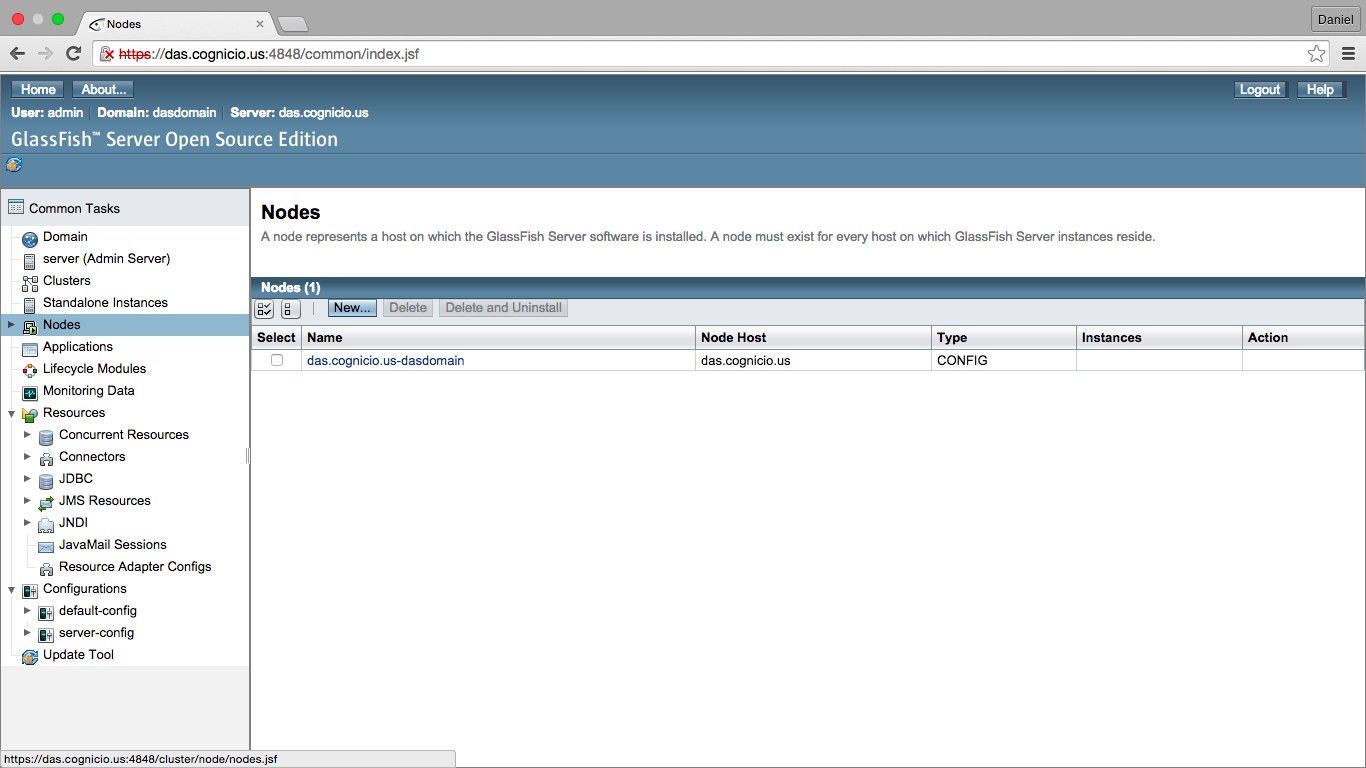 Nodes
Daniel
https://das.cognicio.us:4848/common/index.jsf
Home About... Logout Help
User: admin Domain: dasdomain Server: das.cognicio.us
GlassFish™ Server Open Source Edition
Common Tasks
Domain
server (Admin Server)
Clusters
Standalone Instances
Nodes
Applications
Lifecycle Modules
Monitoring Data
Resources
Concurrent Resources
Connectors
JDBC
JMS Resources
JNDI
JavaMail Sessions
Resource Adapter Configs
Configurations
default-config
server-config
Update Tool
Nodes
A node represents a host on which the GlassFish Server software is installed. A node must exist for every host on which GlassFish Server instances reside.
Nodes (1)
New... Delete Delete and Uninstall
Select Name Node Host Type Instances Action
das.cognicio.us-dasdomain das.cognicio.us CONFIG
https://das.cognicio.us:4848/cluster/node/nodes.jsf